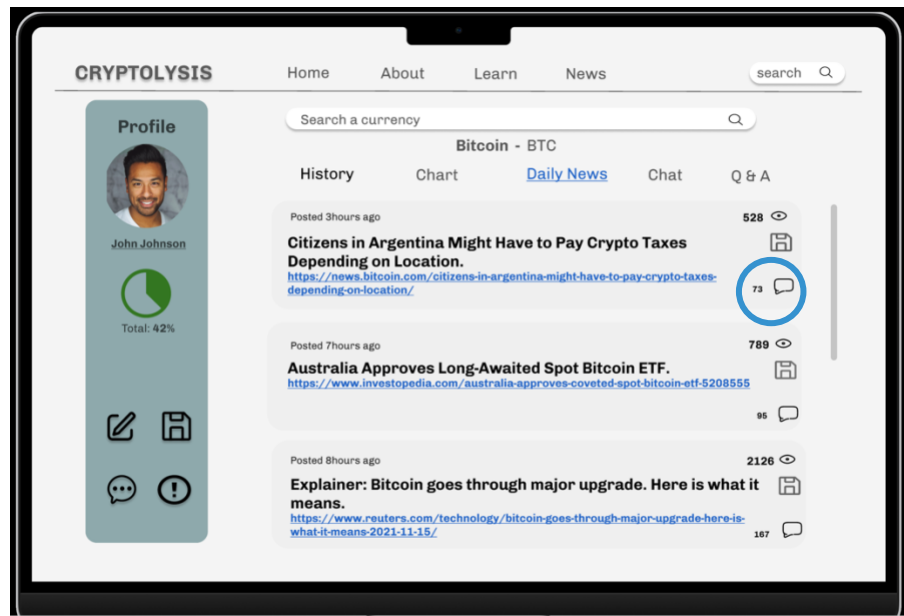 CRYPTOLYSIS
Home About Learn News
search
Profile
John Johnson
Total: 42%
Search a currency
Bitcoin - BTC
History Chart Daily News Chat Q & A
Posted 3hours ago
528
Citizens in Argentina Might Have to Pay Crypto Taxes
Depending on Location.
https://news.bitcoin.com/citizens-in-argentina-might-have-to-pay-crypto-taxes-
depending-on-location/
73
Posted 7hours ago
789
Australia Approves Long-Awaited Spot Bitcoin ETF.
https://www.investopedia.com/australia-approves-coveted-spot-bitcoin-etf-5208555
95
Posted 8hours ago
2126
Explainer: Bitcoin goes through major upgrade. Here is what it
means.
https://www.reuters.com/technology/bitcoin-goes-through-major-upgrade-here-is-
what-it-means-2021-11-15/
167